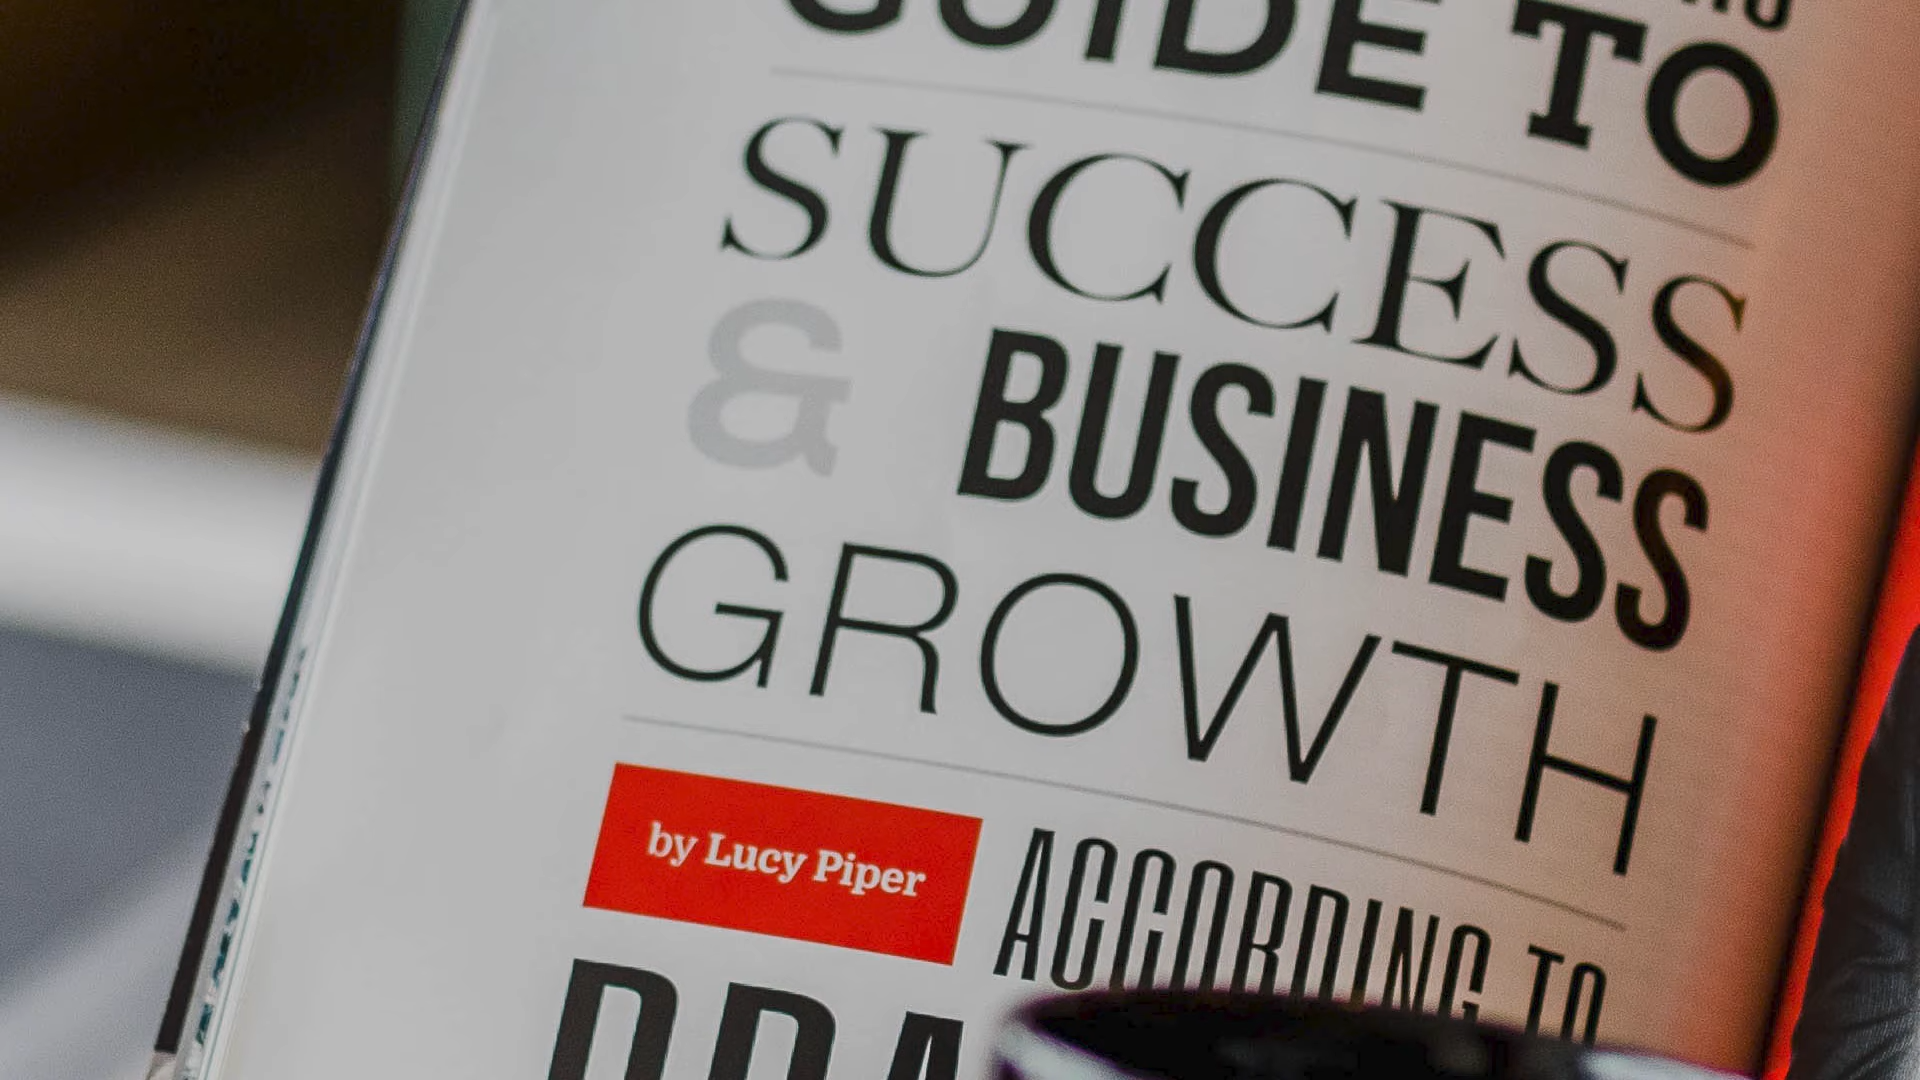 GUIDE TO
SUCCESS
& BUSINESS
GROWTH
by Lucy Piper
ACCORDING TO